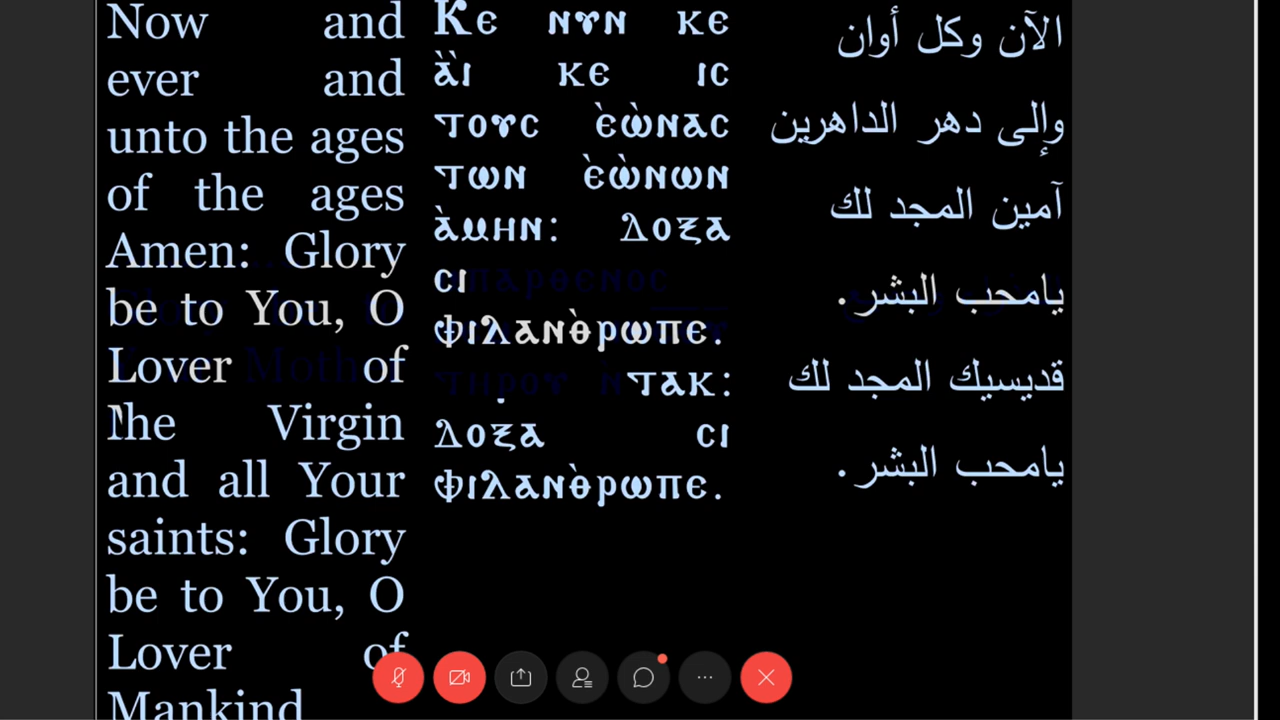 Now and
ever and
unto the ages
of the ages
Amen: Glory
be to You, O
Lover of
the Virgin
and all Your
saints: Glory
be to You, O
Lover of
Mankind
Ⲕⲉ ⲛⲩⲛ ⲕⲉ
ⲁ̀ⲓ̀ ⲕⲉ ⲓⲥ
ⲧⲟⲩⲥ ⲉ̀ⲱ̀ⲛⲁⲥ
ⲧⲱⲛ ⲉ̀ⲱ̀ⲛⲱⲛ
ⲁ̀ⲙⲏⲛ: Ⲇⲟⲝⲁ
ⲥⲓ
ⲫⲓⲗⲁⲛⲑ̀ⲣⲱⲡⲉ.
ⲧⲁⲕ:
Ⲇⲟⲝⲁ ⲥⲓ
ⲫⲓⲗⲁⲛⲑ̀ⲣⲱⲡⲉ.
الآن وكل أوان
وإلى دهر الداهرين
آمين المجد لك
يامحب البشر.
قديسيك المجد لك
يامحب البشر.